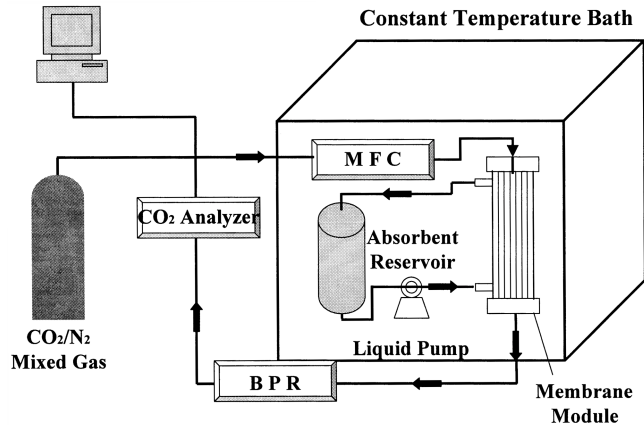 Constant Temperature Bath
M F C
CO₂ Analyzer
Absorbent
Reservoir
CO₂/N₂
Mixed Gas
Liquid Pump
B P R
Membrane
Module